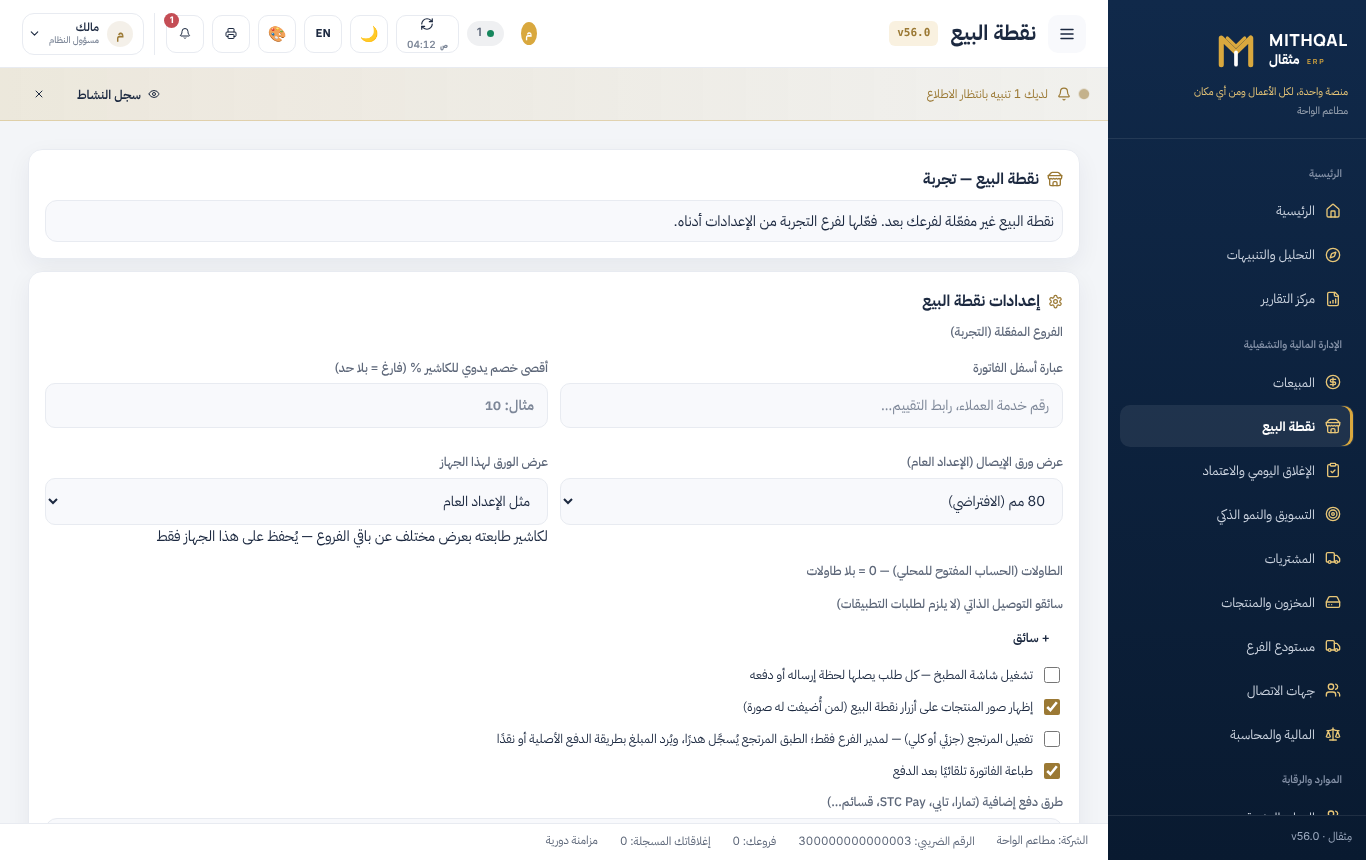 MITHQAL
مثقال ERP
منصة واحدة، لكل الأعمال ومن أي مكان
مطاعم الواحة
الرئيسية
الرئيسية
التحليل والتنبيهات
مركز التقارير
الإدارة المالية والتشغيلية
المبيعات
نقطة البيع
الإغلاق اليومي والاعتماد
التسويق والنمو الذكي
المشتريات
المخزون والمنتجات
مستودع الفرع
جهات الاتصال
المالية والمحاسبة
الموارد والرقابة
مثقال · v56.0
نقطة البيع
v56.0
م
1
04:12 ص
EN
1
م
مالك
مسؤول النظام
لديك 1 تنبيه بانتظار الاطلاع
سجل النشاط
نقطة البيع — تجربة
نقطة البيع غير مفعّلة لفرعك بعد. فعّلها لفرع التجربة من الإعدادات أدناه.
إعدادات نقطة البيع
الفروع المفعّلة (التجربة)
عبارة أسفل الفاتورة
رقم خدمة العملاء، رابط التقييم...
أقصى خصم يدوي للكاشير % (فارغ = بلا حد)
مثال: 10
عرض ورق الإيصال (الإعداد العام)
80 مم (الافتراضي)
عرض الورق لهذا الجهاز
مثل الإعداد العام
لكاشير طابعته بعرض مختلف عن باقي الفروع — يُحفظ على هذا الجهاز فقط
الطاولات (الحساب المفتوح للمحلي) — 0 = بلا طاولات
سائقو التوصيل الذاتي (لا يلزم لطلبات التطبيقات)
+ سائق
تشغيل شاشة المطبخ — كل طلب يصلها لحظة إرساله أو دفعه
إظهار صور المنتجات على أزرار نقطة البيع (لمن أُضيفت له صورة)
تفعيل المرتجع (جزئي أو كلي) — لمدير الفرع فقط؛ الطبق المرتجع يُسجَّل هدرًا، ويُرد المبلغ بطريقة الدفع الأصلية أو نقدًا
طباعة الفاتورة تلقائيًا بعد الدفع
طرق دفع إضافية (تمارا، تابي، STC Pay، قسائم...)
الشركة: مطاعم الواحة
الرقم الضريبي: 300000000000003
فروعك: 0
إغلاقاتك المسجلة: 0
مزامنة دورية